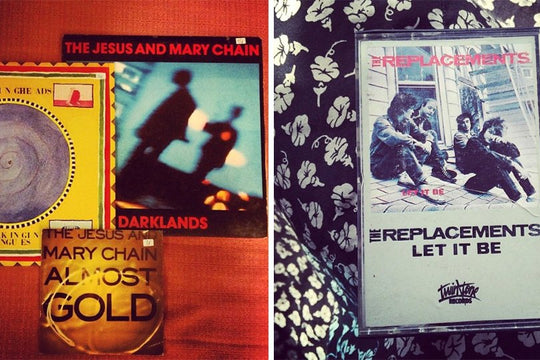 THE JESUS AND MARY CHAIN
DARKLANDS
THE JESUS AND
MARY CHAIN
ALMOST
GOLD
THE REPLACEMENTS
LET IT BE
THE REPLACEMENTS
LET IT BE
Twin/Tone